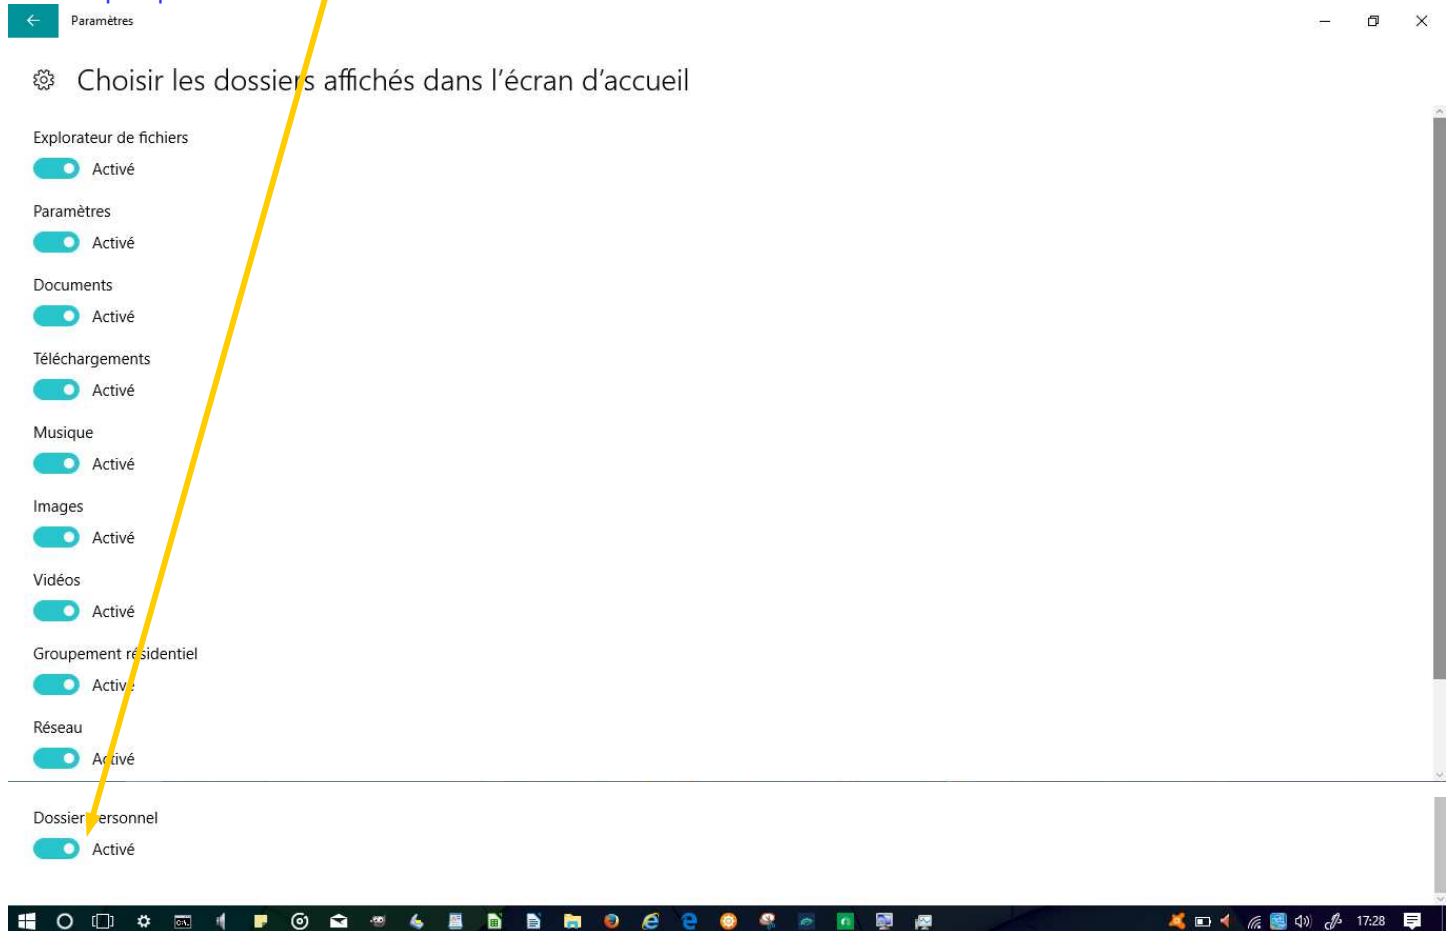 Paramètres
Choisir les dossiers affichés dans l'écran d'accueil
Explorateur de fichiers
Activé
Paramètres
Activé
Documents
Activé
Téléchargements
Activé
Musique
Activé
Images
Activé
Vidéos
Activé
Groupement résidentiel
Activé
Réseau
Activé
Dossier personnel
Activé
17:28